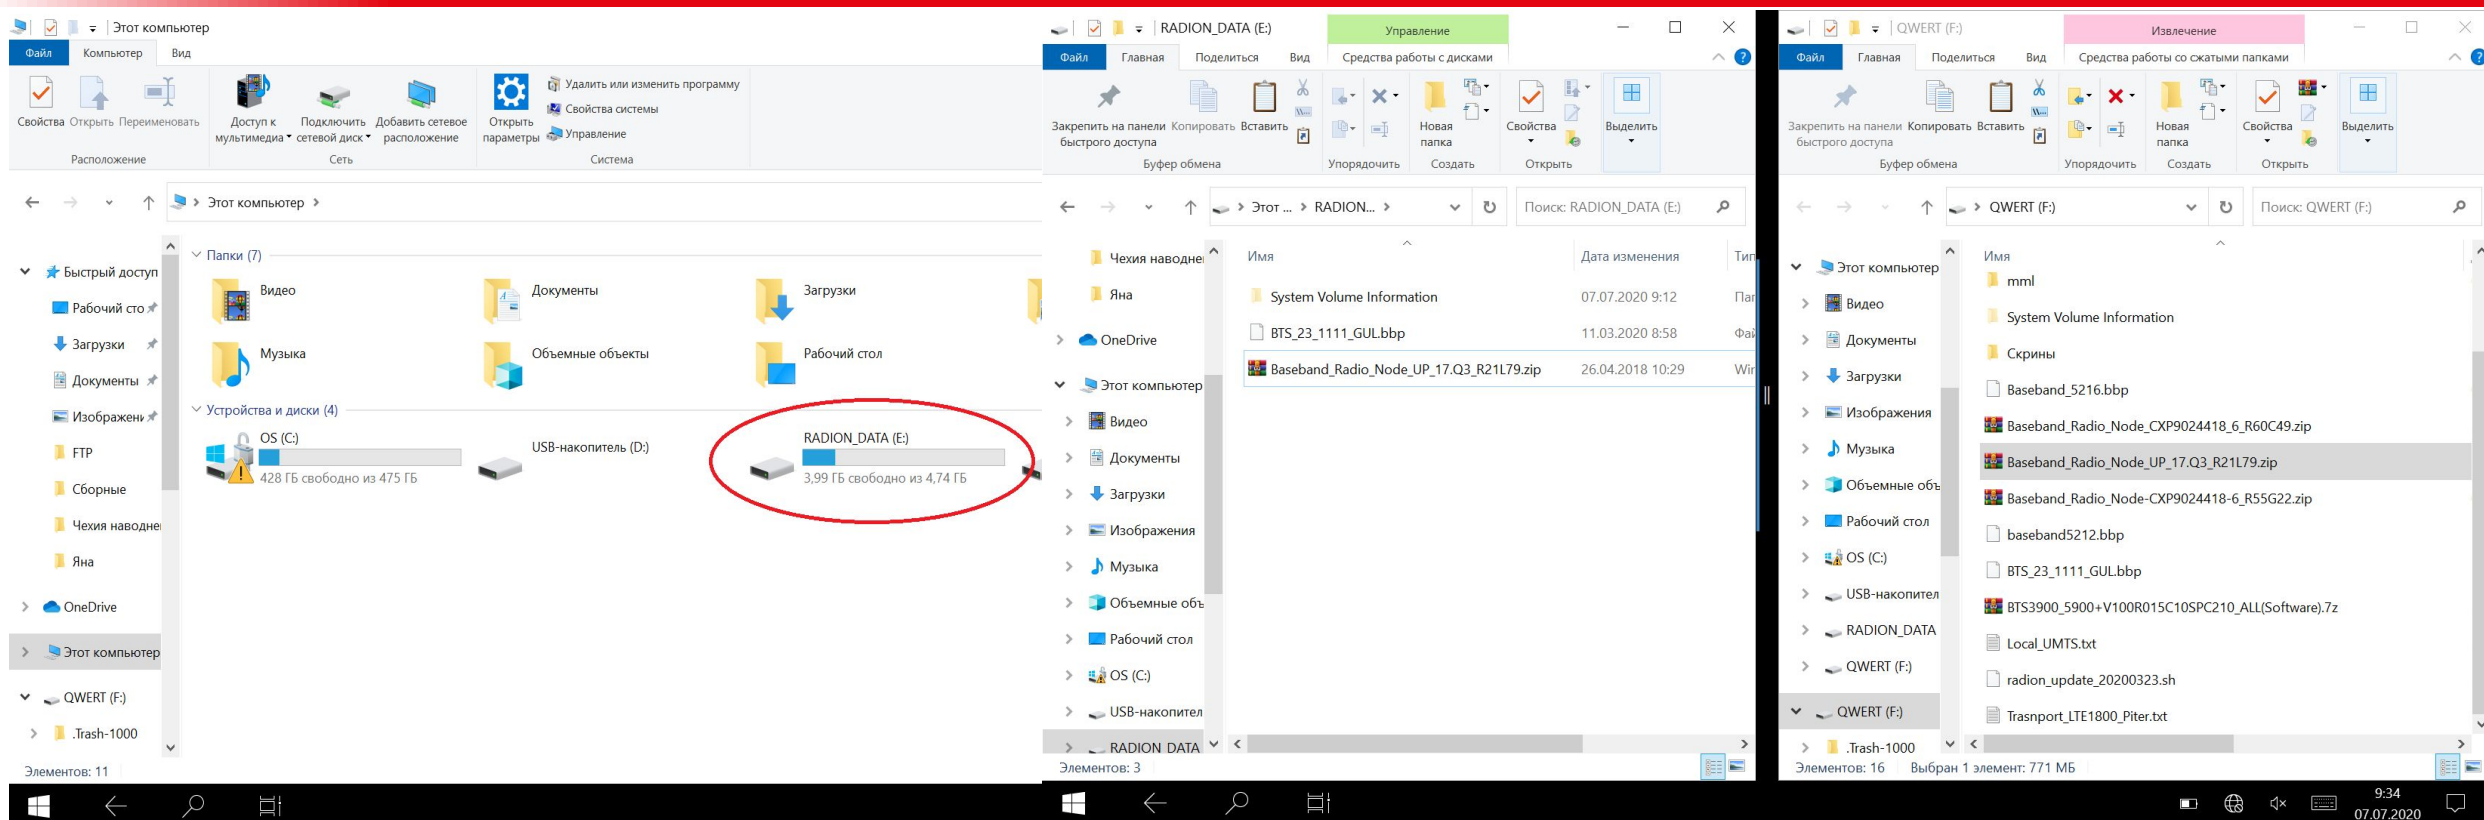 Этот компьютер
Файл Компьютер Вид
Свойства Открыть Переименовать
Доступ к мультимедиа
Подключить сетевой диск
Добавить сетевое расположение
Открыть параметры
Удалить или изменить программу
Свойства системы
Управление
Расположение Сеть Система
Этот компьютер
Быстрый доступ
Рабочий сто
Загрузки
Документы
Изображени
FTP
Сборные
Чехия наводне
Яна
OneDrive
Этот компьютер
QWERT (F:)
.Trash-1000
Папки (7)
Видео
Документы
Загрузки
Музыка
Объемные объекты
Рабочий стол
Устройства и диски (4)
OS (C:)
428 ГБ свободно из 475 ГБ
USB-накопитель (D:)
RADION_DATA (E:)
3,99 ГБ свободно из 4,74 ГБ
Элементов: 11
RADION_DATA (E:)
Управление
Файл Главная Поделиться Вид Средства работы с дисками
Закрепить на панели быстрого доступа
Копировать Вставить
Новая папка
Свойства
Выделить
Буфер обмена Упорядочить Создать Открыть
Этот ... RADION...
Поиск: RADION_DATA (E:)
Чехия наводне
Яна
OneDrive
Этот компьютер
Видео
Документы
Загрузки
Изображения
Музыка
Объемные объ
Рабочий стол
OS (C:)
USB-накопител
RADION DATA
Имя Дата изменения Тип
System Volume Information 07.07.2020 9:12 Пап
BTS_23_1111_GUL.bbp 11.03.2020 8:58 Фай
Baseband_Radio_Node_UP_17.Q3_R21L79.zip 26.04.2018 10:29 Wir
Элементов: 3
QWERT (F:)
Извлечение
Файл Главная Поделиться Вид Средства работы со сжатыми папками
Закрепить на панели быстрого доступа
Копировать Вставить
Новая папка
Свойства
Выделить
Буфер обмена Упорядочить Создать Открыть
QWERT (F:)
Поиск: QWERT (F:)
Этот компьютер
Видео
Документы
Загрузки
Изображения
Музыка
Объемные объ
Рабочий стол
OS (C:)
USB-накопител
RADION_DATA
QWERT (F:)
QWERT (F:)
.Trash-1000
Имя
mml
System Volume Information
Скрины
Baseband_5216.bbp
Baseband_Radio_Node_CXP9024418_6_R60C49.zip
Baseband_Radio_Node_UP_17.Q3_R21L79.zip
Baseband_Radio_Node-CXP9024418-6_R55G22.zip
baseband5212.bbp
BTS_23_1111_GUL.bbp
BTS3900_5900+V100R015C10SPC210_ALL(Software).7z
Local_UMTS.txt
radion_update_20200323.sh
Trasnport_LTE1800_Piter.txt
Элементов: 16 Выбран 1 элемент: 771 МБ
9:34
07.07.2020